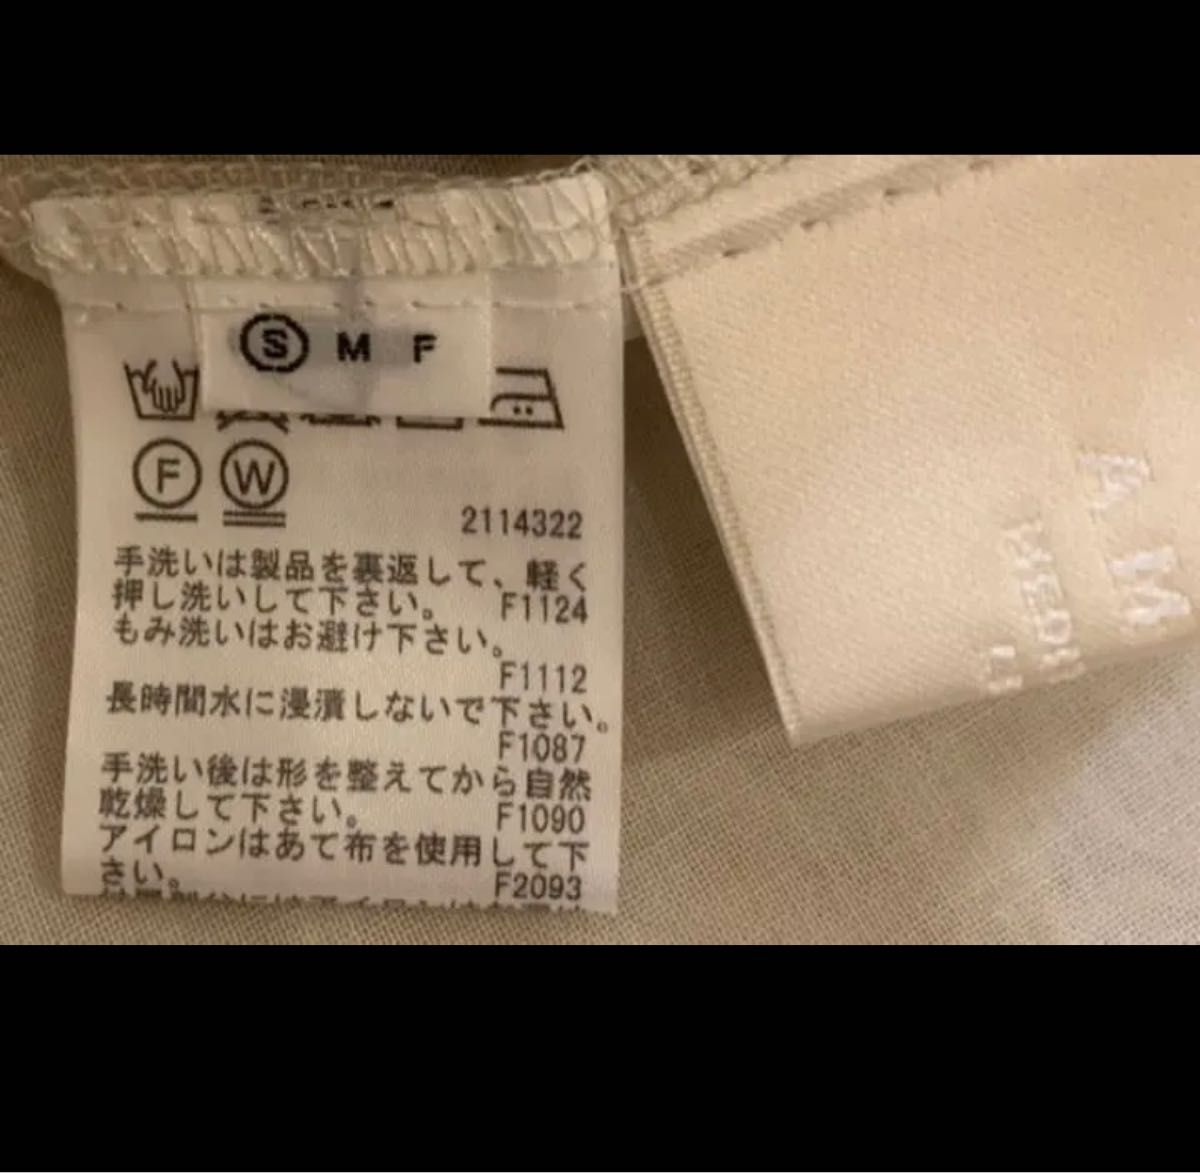 S M F
F W
2114322
手洗いは製品を裏返して、軽く
押し洗いして下さい。 F1124
もみ洗いはお避け下さい。
F1112
長時間水に浸漬しないで下さい。
F1087
手洗い後は形を整えてから自然
乾燥して下さい。 F1090
アイロンはあて布を使用して下
さい。 F2093
A M